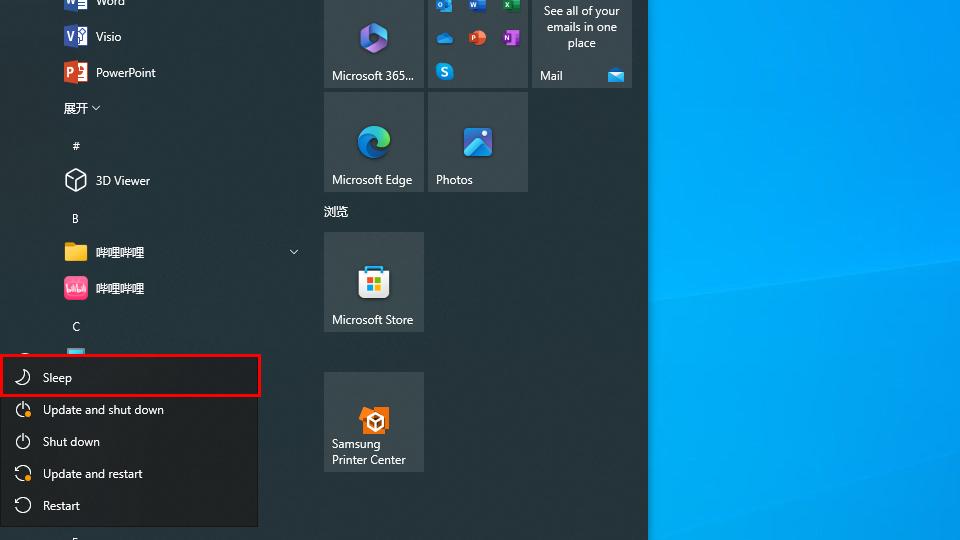 Word
Visio
PowerPoint
展开
#
3D Viewer
B
哔哩哔哩
哔哩哔哩
C
Sleep
Update and shut down
Shut down
Update and restart
Restart
Microsoft 365...
See all of your
emails in one
place
Mail
Microsoft Edge
Photos
浏览
Microsoft Store
Samsung
Printer Center